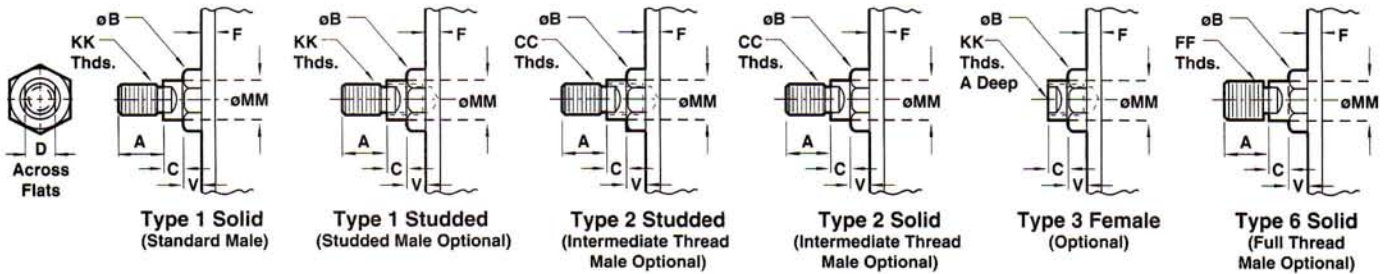 D
Across
Flats
øB
KK
Thds.
F
øMM
A
C
V
Type 1 Solid
(Standard Male)
øB
KK
Thds.
F
øMM
A
C
V
Type 1 Studded
(Studded Male Optional)
øB
CC
Thds.
F
øMM
A
C
V
Type 2 Studded
(Intermediate Thread
Male Optional)
øB
CC
Thds.
F
øMM
A
C
V
Type 2 Solid
(Intermediate Thread
Male Optional)
øB
KK
Thds.
A Deep
F
øMM
C
V
Type 3 Female
(Optional)
øB
FF
Thds.
F
øMM
A
C
V
Type 6 Solid
(Full Thread
Male Optional)